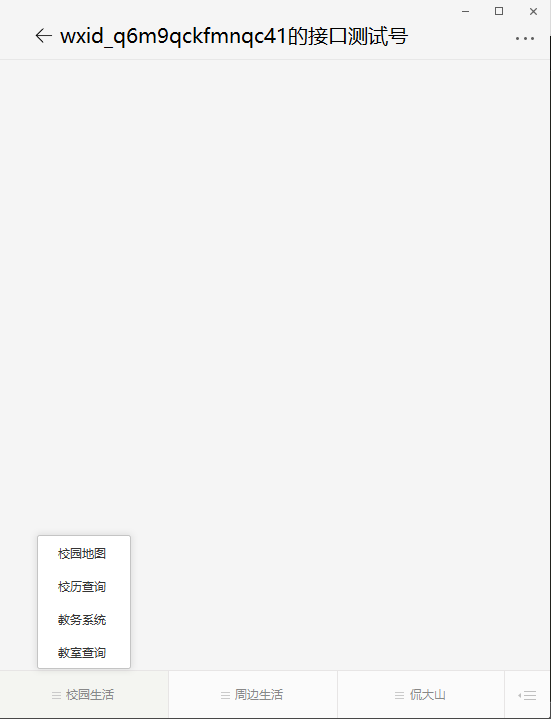 wxid_q6m9qckfmnqc41的接口测试号
校园地图
校历查询
教务系统
教室查询
校园生活
周边生活
侃大山